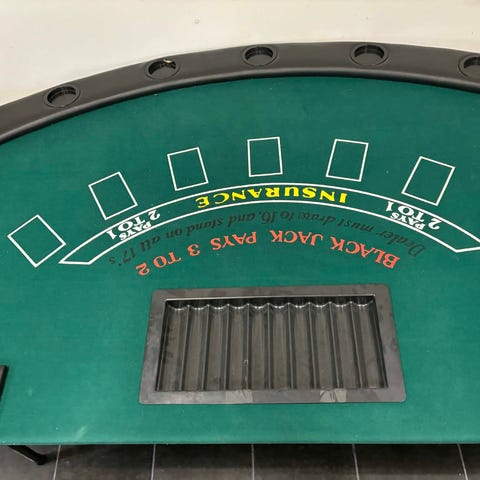 BLACK JACK PAYS 3 TO 2
Dealer must draw to 16, and stand on all 17's
PAYS 2 TO 1 INSURANCE PAYS 2 TO 1